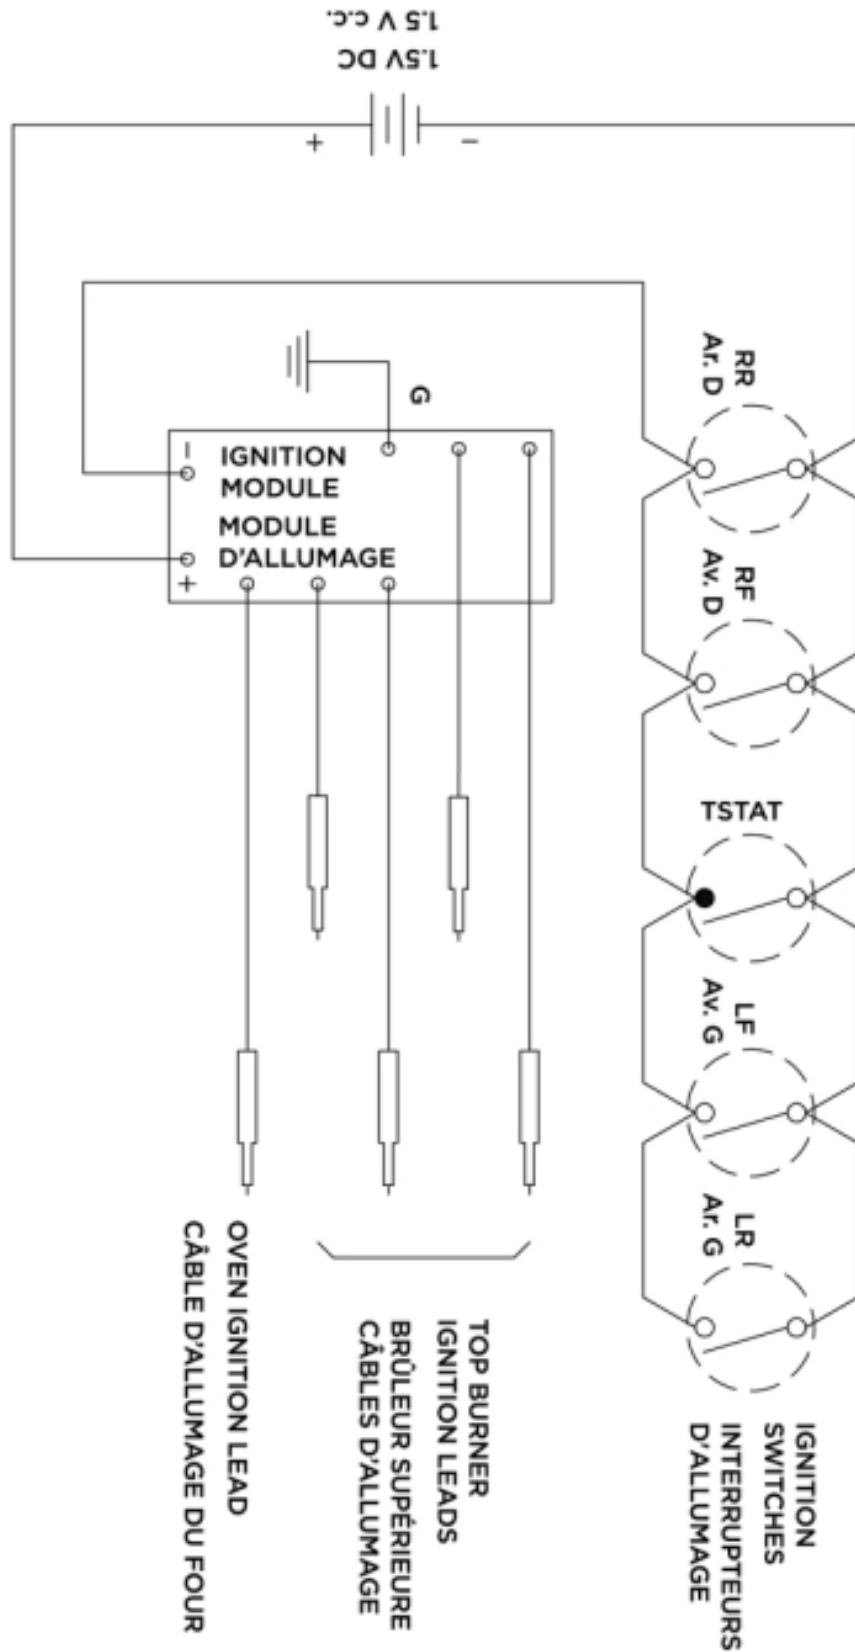 1.5 V c.c.
1.5V DC
+
−
RR
Ar. D
G
−
IGNITION
MODULE
MODULE
D'ALLUMAGE
+
RF
Av. D
TSTAT
LF
Av. G
LR
Ar. G
OVEN IGNITION LEAD
CÂBLE D'ALLUMAGE DU FOUR
TOP BURNER
IGNITION LEADS
BRÛLEUR SUPÉRIEURE
CÂBLES D'ALLUMAGE
IGNITION
SWITCHES
INTERRUPTEURS
D'ALLUMAGE